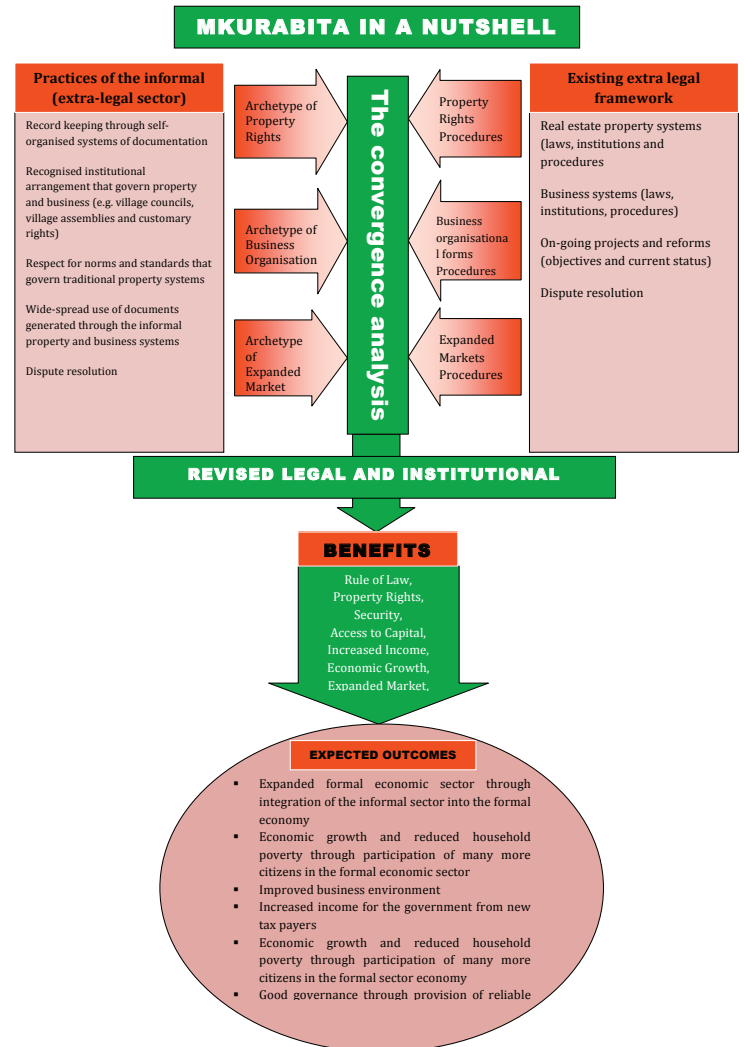 MKURABITA IN A NUTSHELL
Practices of the informal
(extra-legal sector)
Record keeping through self-
organised systems of documentation
Recognised institutional
arrangement that govern property
and business (e.g. village councils,
village assemblies and customary
rights)
Respect for norms and standards that
govern traditional property systems
Wide-spread use of documents
generated through the informal
property and business systems
Dispute resolution
Archetype of
Property
Rights
Archetype of
Business
Organisation
Archetype
of
Expanded
Market
The convergence analysis
Property
Rights
Procedures
Business
organisationa
l forms
Procedures
Expanded
Markets
Procedures
Existing extra legal
framework
Real estate property systems
(laws, institutions and
procedures
Business systems (laws,
institutions, procedures)
On-going projects and reforms
(objectives and current status)
Dispute resolution
REVISED LEGAL AND INSTITUTIONAL
BENEFITS
Rule of Law,
Property Rights,
Security,
Access to Capital,
Increased Income,
Economic Growth,
Expanded Market,
EXPECTED OUTCOMES
▪ Expanded formal economic sector through
integration of the informal sector into the formal
economy
▪ Economic growth and reduced household
poverty through participation of many more
citizens in the formal economic sector
▪ Improved business environment
▪ Increased income for the government from new
tax payers
▪ Economic growth and reduced household
poverty through participation of many more
citizens in the formal sector economy
▪ Good governance through provision of reliable